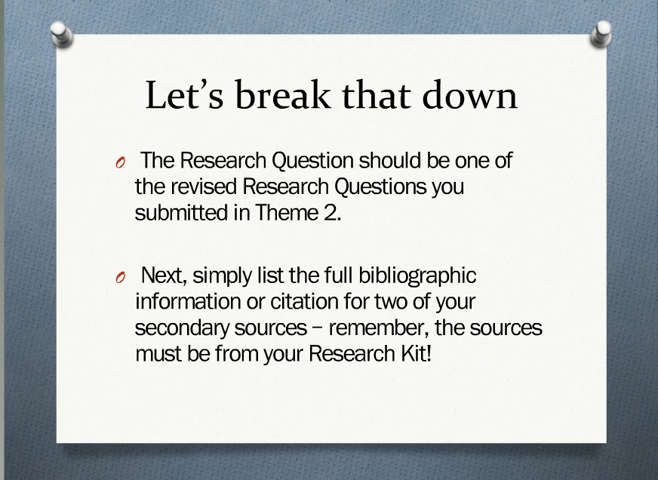 Let’s break that down
The Research Question should be one of
the revised Research Questions you
submitted in Theme 2.
Next, simply list the full bibliographic
information or citation for two of your
secondary sources – remember, the sources
must be from your Research Kit!